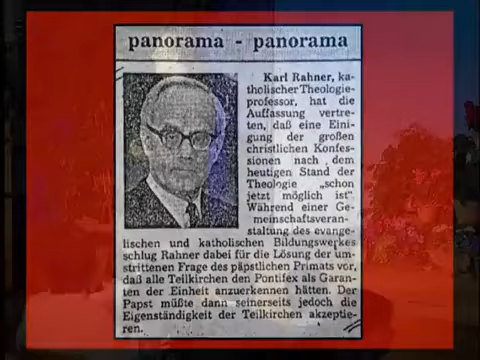 panorama - panorama
Karl Rahner, ka-
tholischer Theologie-
professor, hat die
Auffassung vertre-
ten, daß eine Eini-
gung der großen
christlichen Konfes-
sionen nach dem
heutigen Stand der
Theologie „schon
jetzt möglich ist".
Während einer Ge-
meinschaftsveran-
staltung des evange-
lischen und katholischen Bildungswerkes
schlug Rahner dabei für die Lösung der um-
strittenen Frage des päpstlichen Primats vor,
daß alle Teilkirchen den Pontifex als Garan-
ten der Einheit anzuerkennen hätten. Der
Papst müßte dann seinerseits jedoch die
Eigenständigkeit der Teilkirchen akzeptie-
ren.